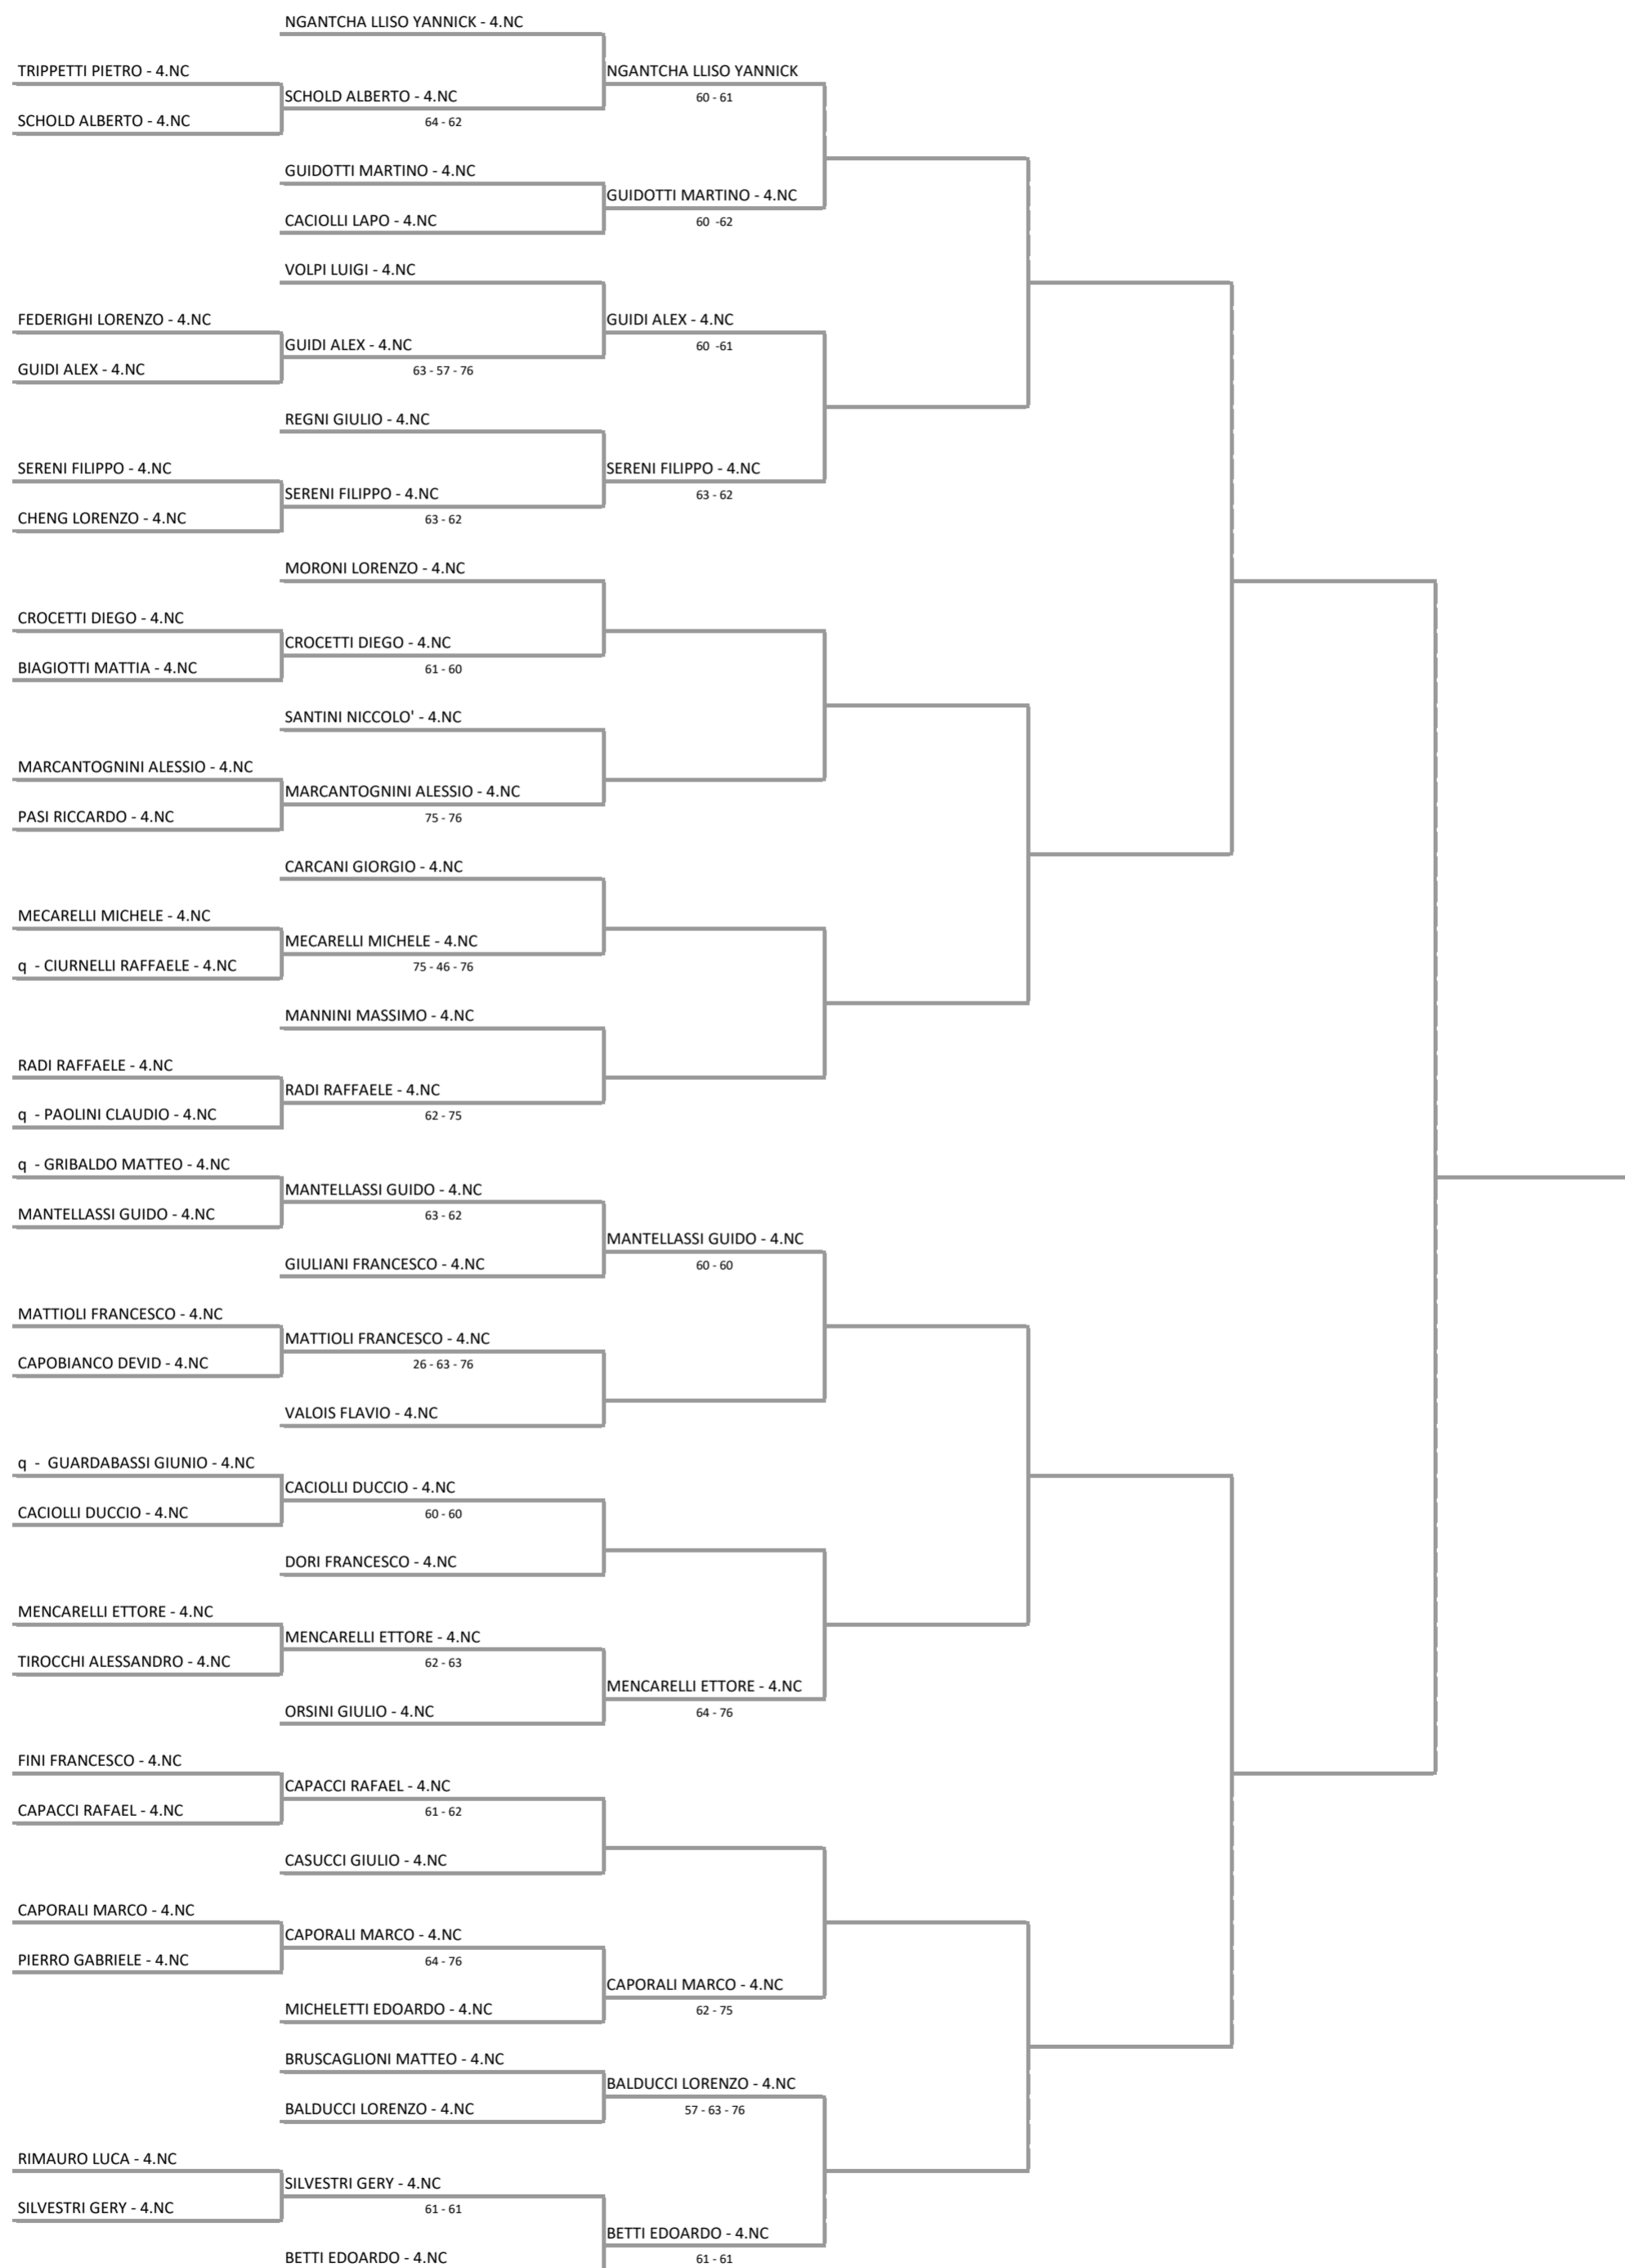 NGANTCHA LLISO YANNICK - 4.NC
TRIPPETTI PIETRO - 4.NC
NGANTCHA LLISO YANNICK
SCHOLD ALBERTO - 4.NC
60 - 61
SCHOLD ALBERTO - 4.NC
64 - 62
GUIDOTTI MARTINO - 4.NC
GUIDOTTI MARTINO - 4.NC
CACIOLLI LAPO - 4.NC
60 -62
VOLPI LUIGI - 4.NC
FEDERIGHI LORENZO - 4.NC
GUIDI ALEX - 4.NC
GUIDI ALEX - 4.NC
60 -61
GUIDI ALEX - 4.NC
63 - 57 - 76
REGNI GIULIO - 4.NC
SERENI FILIPPO - 4.NC
SERENI FILIPPO - 4.NC
SERENI FILIPPO - 4.NC
63 - 62
CHENG LORENZO - 4.NC
63 - 62
MORONI LORENZO - 4.NC
CROCETTI DIEGO - 4.NC
CROCETTI DIEGO - 4.NC
BIAGIOTTI MATTIA - 4.NC
61 - 60
SANTINI NICCOLO' - 4.NC
MARCANTOGNINI ALESSIO - 4.NC
MARCANTOGNINI ALESSIO - 4.NC
PASI RICCARDO - 4.NC
75 - 76
CARCANI GIORGIO - 4.NC
MECARELLI MICHELE - 4.NC
MECARELLI MICHELE - 4.NC
q - CIURNELLI RAFFAELE - 4.NC
75 - 46 - 76
MANNINI MASSIMO - 4.NC
RADI RAFFAELE - 4.NC
RADI RAFFAELE - 4.NC
q - PAOLINI CLAUDIO - 4.NC
62 - 75
q - GRIBALDO MATTEO - 4.NC
MANTELLASSI GUIDO - 4.NC
MANTELLASSI GUIDO - 4.NC
63 - 62
MANTELLASSI GUIDO - 4.NC
GIULIANI FRANCESCO - 4.NC
60 - 60
MATTIOLI FRANCESCO - 4.NC
MATTIOLI FRANCESCO - 4.NC
CAPOBIANCO DEVID - 4.NC
26 - 63 - 76
VALOIS FLAVIO - 4.NC
q - GUARDABASSI GIUNIO - 4.NC
CACIOLLI DUCCIO - 4.NC
CACIOLLI DUCCIO - 4.NC
60 - 60
DORI FRANCESCO - 4.NC
MENCARELLI ETTORE - 4.NC
MENCARELLI ETTORE - 4.NC
TIROCCHI ALESSANDRO - 4.NC
62 - 63
MENCARELLI ETTORE - 4.NC
ORSINI GIULIO - 4.NC
64 - 76
FINI FRANCESCO - 4.NC
CAPACCI RAFAEL - 4.NC
CAPACCI RAFAEL - 4.NC
61 - 62
CASUCCI GIULIO - 4.NC
CAPORALI MARCO - 4.NC
CAPORALI MARCO - 4.NC
PIERRO GABRIELE - 4.NC
64 - 76
CAPORALI MARCO - 4.NC
MICHELETTI EDOARDO - 4.NC
62 - 75
BRUSCAGLIONI MATTEO - 4.NC
BALDUCCI LORENZO - 4.NC
BALDUCCI LORENZO - 4.NC
57 - 63 - 76
RIMAURO LUCA - 4.NC
SILVESTRI GERY - 4.NC
SILVESTRI GERY - 4.NC
61 - 61
BETTI EDOARDO - 4.NC
BETTI EDOARDO - 4.NC
61 - 61